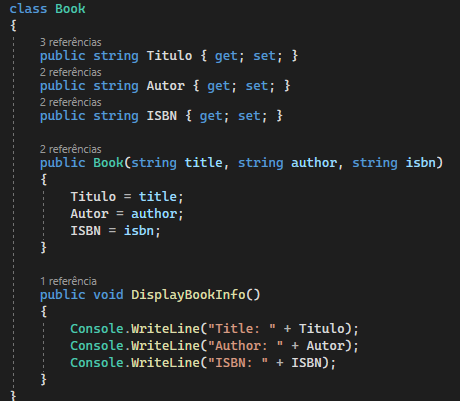 class Book
{
3 referências
public string Titulo { get; set; }
2 referências
public string Autor { get; set; }
2 referências
public string ISBN { get; set; }
2 referências
public Book(string title, string author, string isbn)
{
Titulo = title;
Autor = author;
ISBN = isbn;
}
1 referência
public void DisplayBookInfo()
{
Console.WriteLine("Title: " + Titulo);
Console.WriteLine("Author: " + Autor);
Console.WriteLine("ISBN: " + ISBN);
}
}